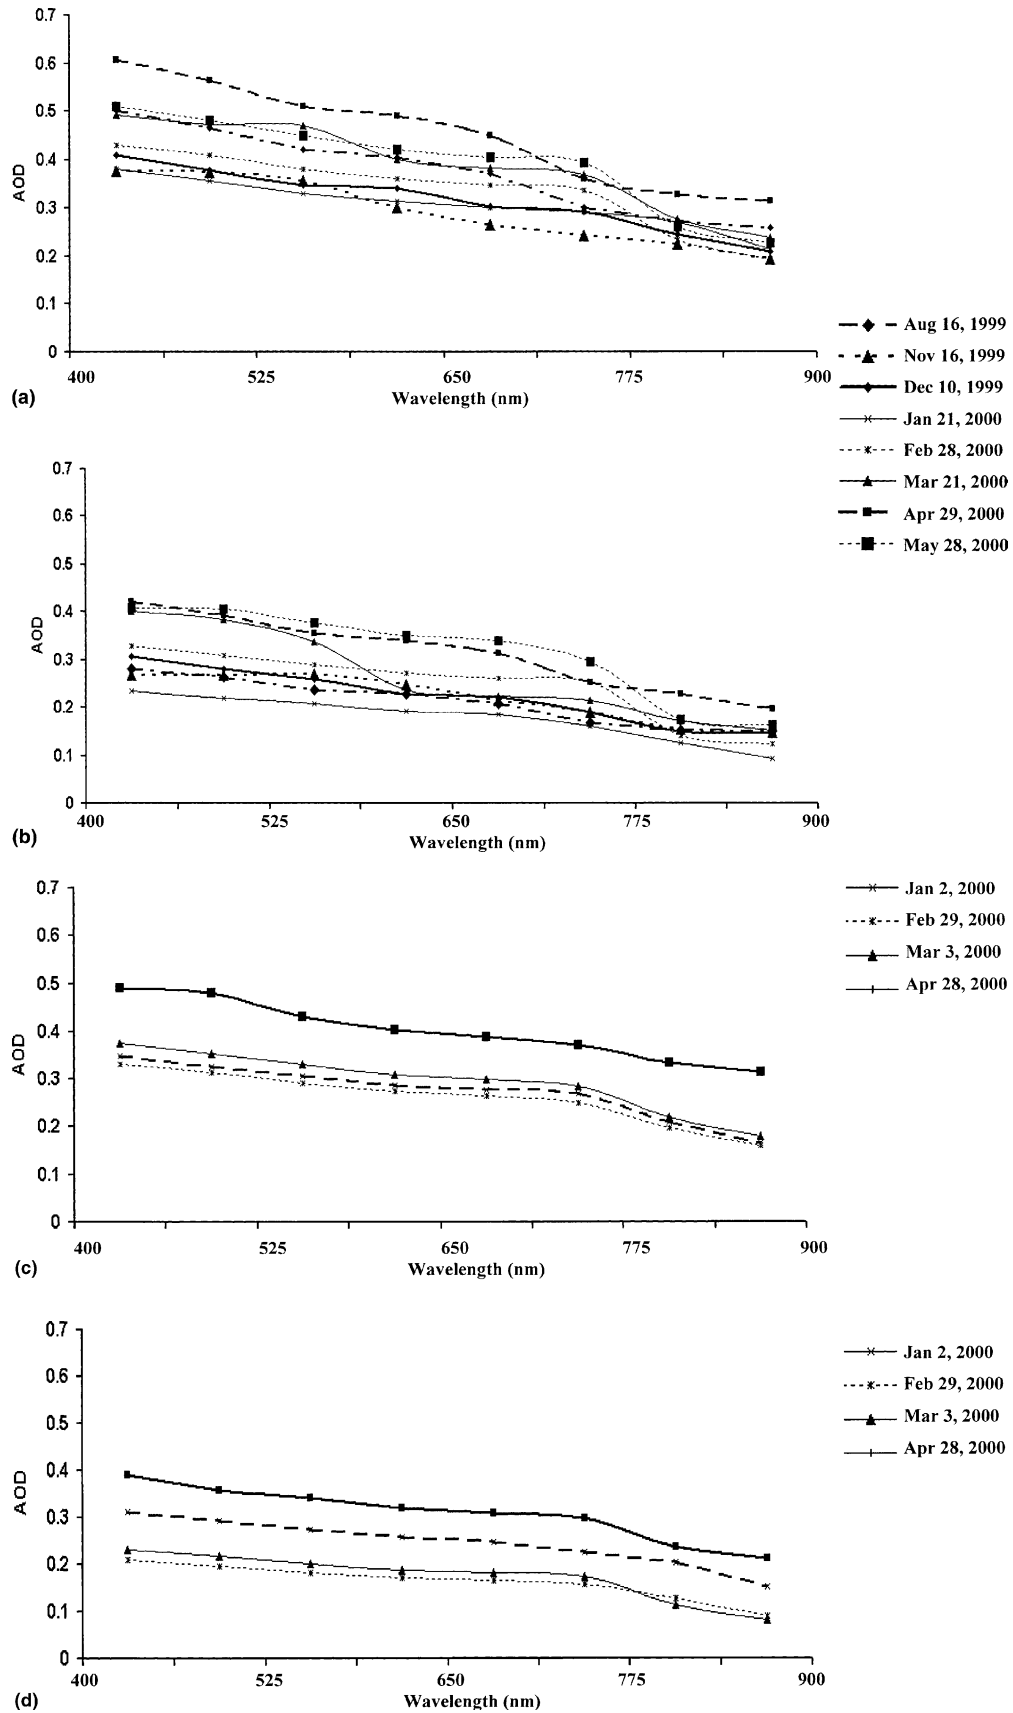 0.7
0.6
0.5
0.4
0.3
0.2
0.1
0
AOD
400 525 650 775 900
Wavelength (nm)
(a)
Aug 16, 1999
Nov 16, 1999
Dec 10, 1999
Jan 21, 2000
Feb 28, 2000
Mar 21, 2000
Apr 29, 2000
May 28, 2000
0.7
0.6
0.5
0.4
0.3
0.2
0.1
0
AOD
400 525 650 775 900
Wavelength (nm)
(b)
0.7
0.6
0.5
0.4
0.3
0.2
0.1
0
AOD
400 525 650 775 900
Wavelength (nm)
(c)
Jan 2, 2000
Feb 29, 2000
Mar 3, 2000
Apr 28, 2000
0.7
0.6
0.5
0.4
0.3
0.2
0.1
0
AOD
400 525 650 775 900
Wavelength (nm)
(d)
Jan 2, 2000
Feb 29, 2000
Mar 3, 2000
Apr 28, 2000